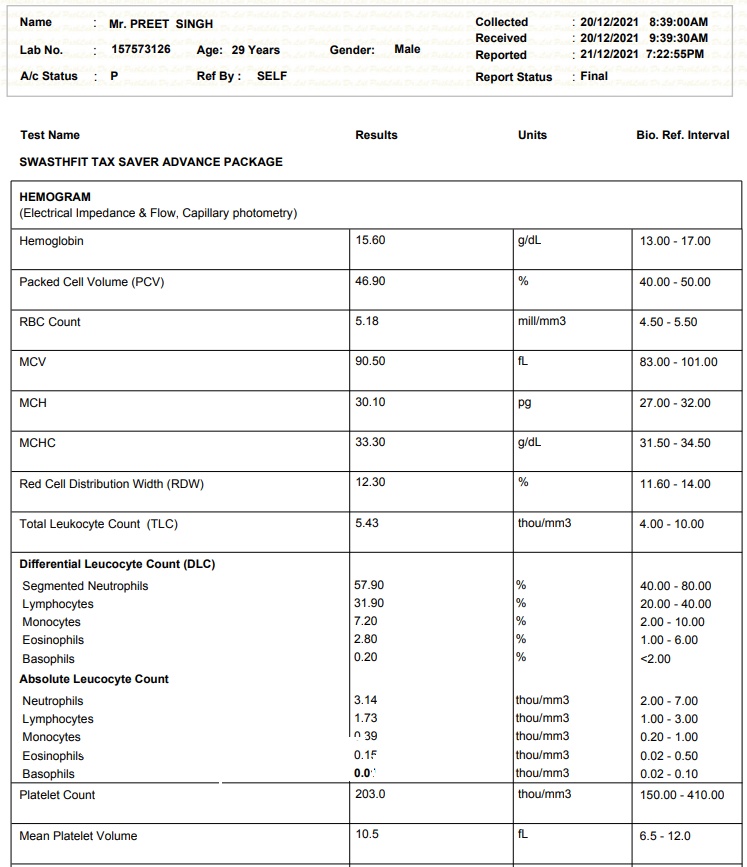 Name : Mr. PREET SINGH Collected : 20/12/2021 8:39:00AM
Received : 20/12/2021 9:39:30AM
Lab No. : 157573126 Age: 29 Years Gender: Male Reported : 21/12/2021 7:22:55PM
A/c Status : P Ref By : SELF Report Status : Final
Test Name Results Units Bio. Ref. Interval
SWASTHFIT TAX SAVER ADVANCE PACKAGE
HEMOGRAM
(Electrical Impedance & Flow, Capillary photometry)
Hemoglobin 15.60 g/dL 13.00 - 17.00
Packed Cell Volume (PCV) 46.90 % 40.00 - 50.00
RBC Count 5.18 mill/mm3 4.50 - 5.50
MCV 90.50 fL 83.00 - 101.00
MCH 30.10 pg 27.00 - 32.00
MCHC 33.30 g/dL 31.50 - 34.50
Red Cell Distribution Width (RDW) 12.30 % 11.60 - 14.00
Total Leukocyte Count (TLC) 5.43 thou/mm3 4.00 - 10.00
Differential Leucocyte Count (DLC)
Segmented Neutrophils 57.90 % 40.00 - 80.00
Lymphocytes 31.90 % 20.00 - 40.00
Monocytes 7.20 % 2.00 - 10.00
Eosinophils 2.80 % 1.00 - 6.00
Basophils 0.20 % <2.00
Absolute Leucocyte Count
Neutrophils 3.14 thou/mm3 2.00 - 7.00
Lymphocytes 1.73 thou/mm3 1.00 - 3.00
Monocytes 0.39 thou/mm3 0.20 - 1.00
Eosinophils 0.15 thou/mm3 0.02 - 0.50
Basophils thou/mm3 0.02 - 0.10
Platelet Count 203.0 thou/mm3 150.00 - 410.00
Mean Platelet Volume 10.5 fL 6.5 - 12.0